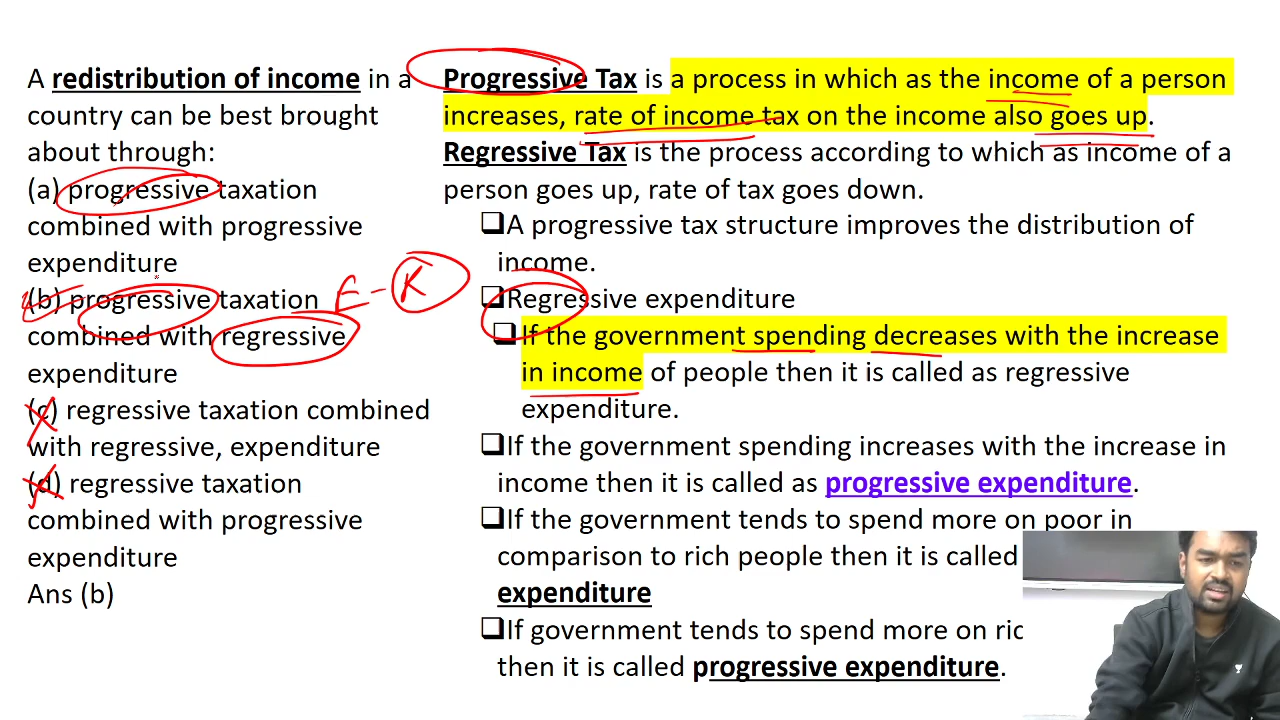 A redistribution of income in a
country can be best brought
about through:
(a) progressive taxation
combined with progressive
expenditure
(b) progressive taxation
combined with regressive
expenditure
(c) regressive taxation combined
with regressive, expenditure
(d) regressive taxation
combined with progressive
expenditure
Ans (b)
E - R
Progressive Tax is a process in which as the income of a person
increases, rate of income tax on the income also goes up.
Regressive Tax is the process according to which as income of a
person goes up, rate of tax goes down.
A progressive tax structure improves the distribution of
income.
Regressive expenditure
If the government spending decreases with the increase
in income of people then it is called as regressive
expenditure.
If the government spending increases with the increase in
income then it is called as progressive expenditure.
If the government tends to spend more on poor in
comparison to rich people then it is called
expenditure
If government tends to spend more on
then it is called progressive expenditure.